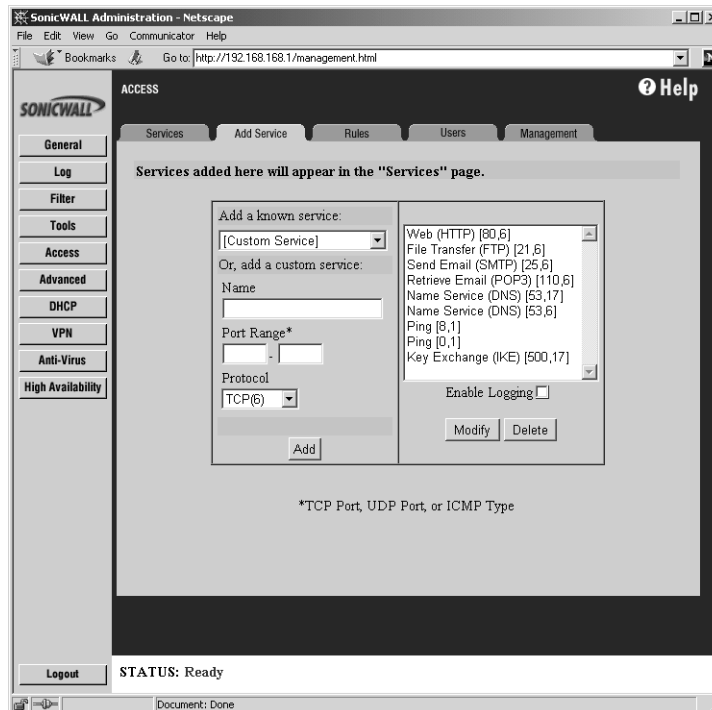 SonicWALL Administration - Netscape
File Edit View Go Communicator Help
Bookmarks Go to: http://192.168.168.1/management.html
SONICWALL
ACCESS
Help
Services Add Service Rules Users Management
General
Log
Filter
Tools
Access
Advanced
DHCP
VPN
Anti-Virus
High Availability
Logout
Services added here will appear in the "Services" page.
Add a known service:
[Custom Service]
Or, add a custom service:
Name
Port Range*
-
Protocol
TCP(6)
Add
Web (HTTP) [80,6]
File Transfer (FTP) [21,6]
Send Email (SMTP) [25,6]
Retrieve Email (POP3) [110,6]
Name Service (DNS) [53,17]
Name Service (DNS) [53,6]
Ping [8,1]
Ping [0,1]
Key Exchange (IKE) [500,17]
Enable Logging
Modify Delete
*TCP Port, UDP Port, or ICMP Type
STATUS: Ready
Document: Done